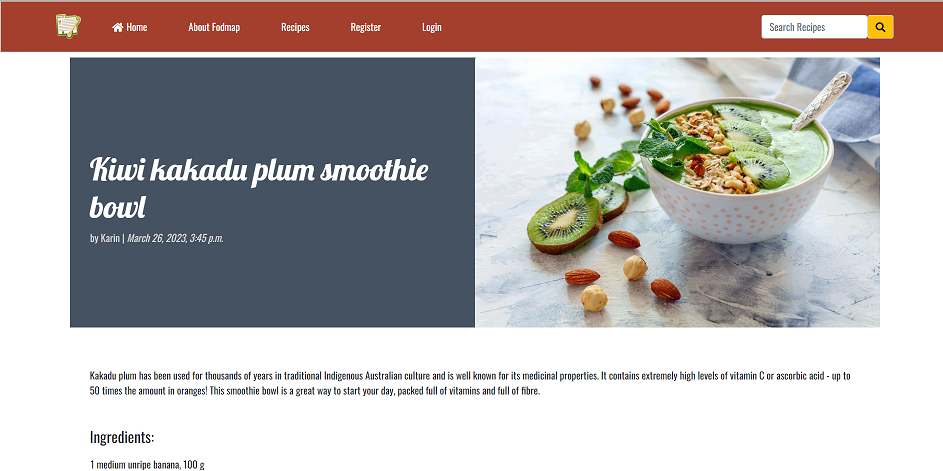 Home About Fodmap Recipes Register Login Search Recipes
Kiwi kakadu plum smoothie
bowl
by Karin | March 26, 2023, 3:45 p.m.
Kakadu plum has been used for thousands of years in traditional Indigenous Australian culture and is well known for its medicinal properties. It contains extremely high levels of vitamin C or ascorbic acid - up to
50 times the amount in oranges! This smoothie bowl is a great way to start your day, packed full of vitamins and full of fibre.
Ingredients:
1 medium unripe banana, 100 g